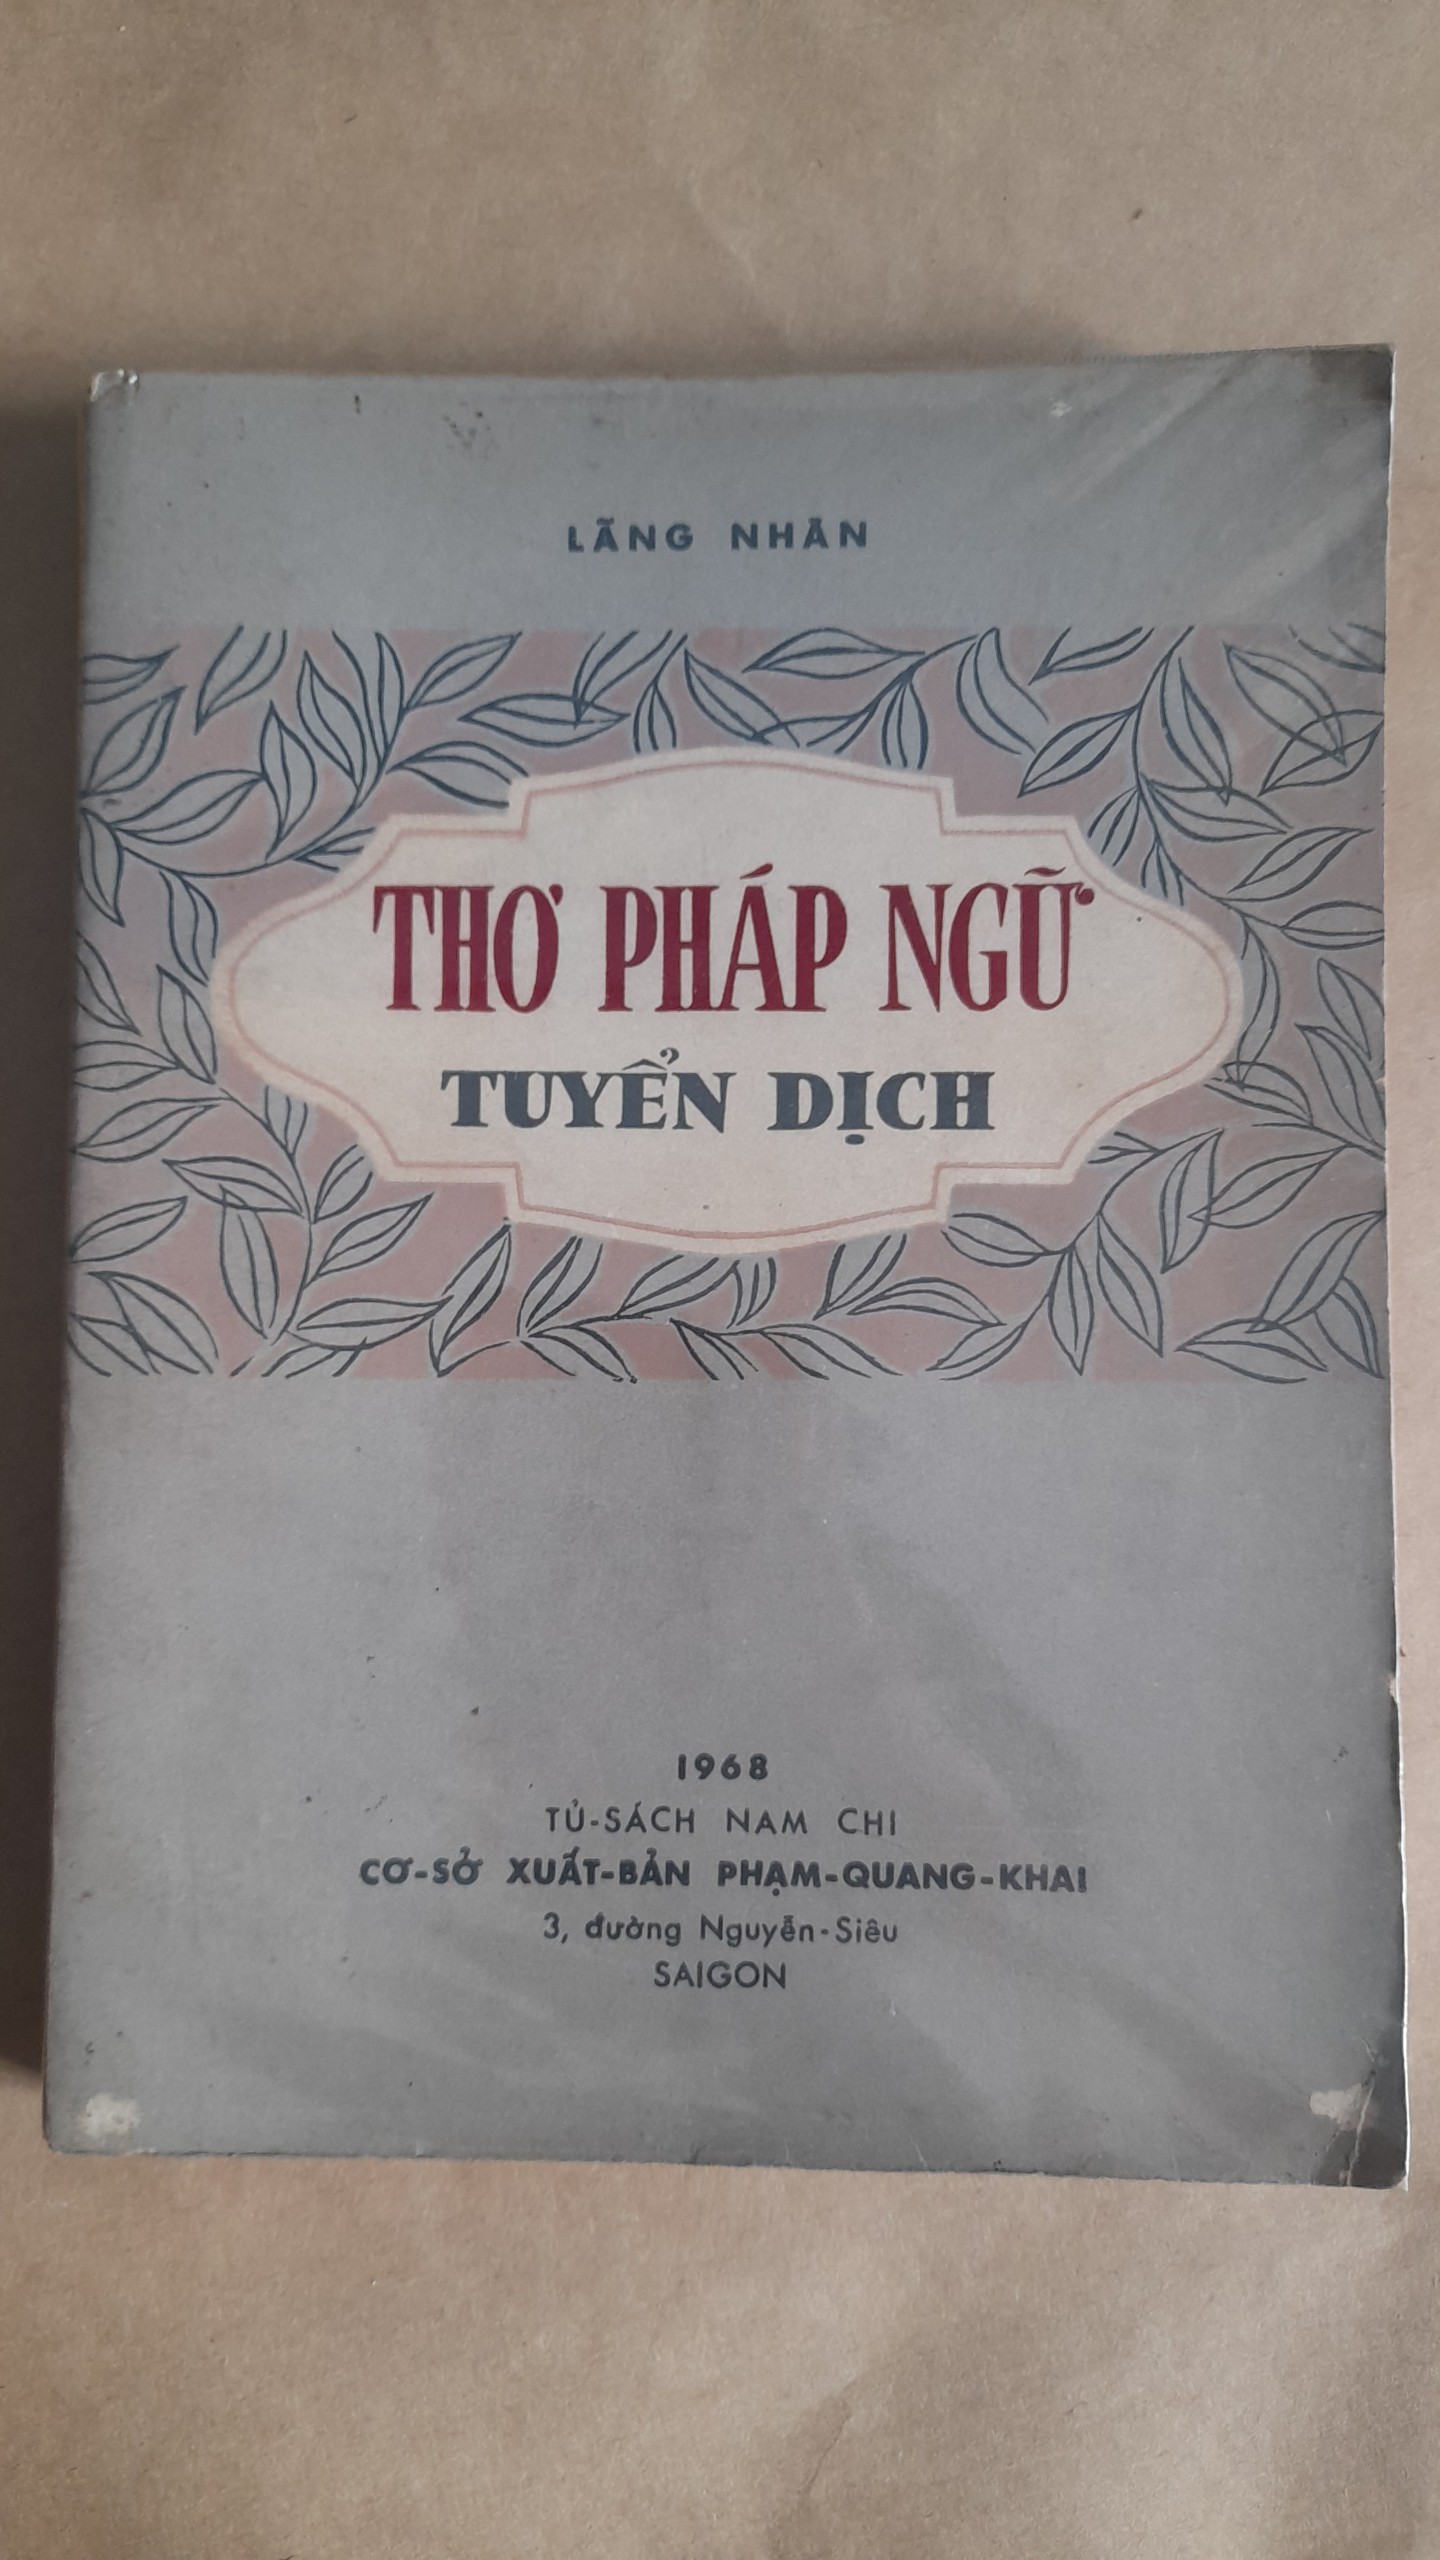 LÃNG NHÂN
THƠ PHÁP NGỮ
TUYỂN DỊCH
1968
TỦ-SÁCH NAM CHI
CƠ-SỞ XUẤT-BẢN PHẠM-QUANG-KHAI
3, đường Nguyễn-Siêu
SAIGON